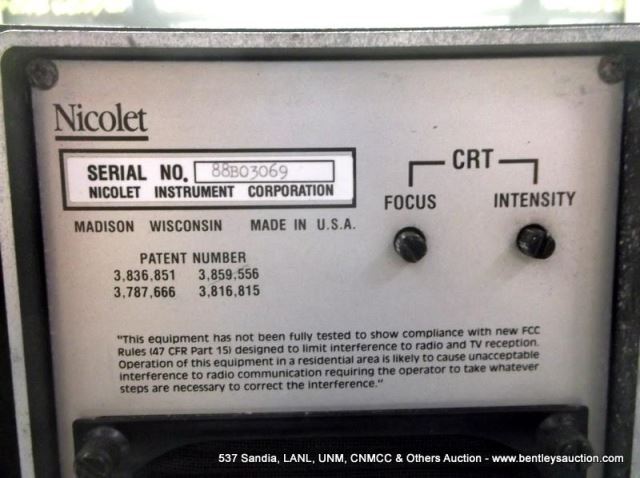 Nicolet
SERIAL NO. 88B03069
NICOLET INSTRUMENT CORPORATION
MADISON WISCONSIN MADE IN U.S.A.
PATENT NUMBER
3,836,851 3,859,556
3,787,666 3,816,815
CRT
FOCUS INTENSITY
"This equipment has not been fully tested to show compliance with new FCC
Rules (47 CFR Part 15) designed to limit interference to radio and TV reception.
Operation of this equipment in a residential area is likely to cause unacceptable
interference to radio communication requiring the operator to take whatever
steps are necessary to correct the interference."
537 Sandia, LANL, UNM, CNMCC & Others Auction - www.bentleysauction.com